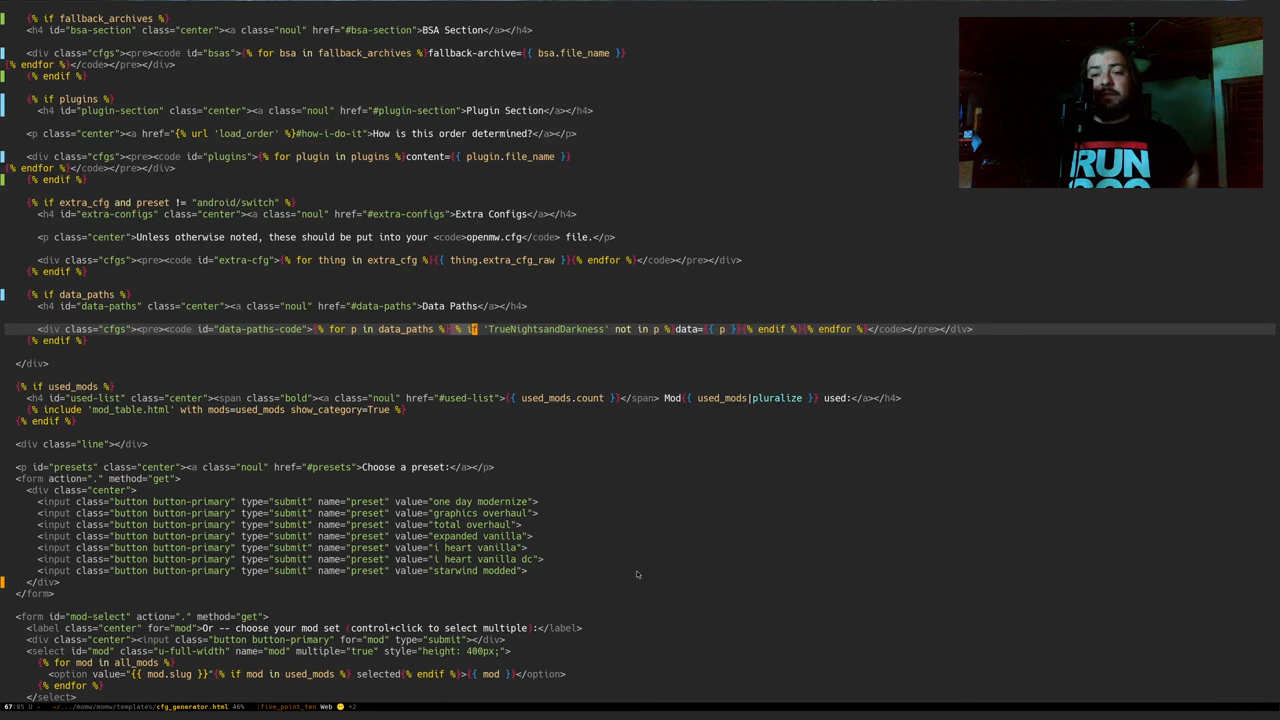 {% if fallback_archives %}
<h4 id="bsa-section" class="center"><a class="noul" href="#bsa-section">BSA Section</a></h4>
<div class="cfgs"><pre><code id="bsas">{% for bsa in fallback_archives %}fallback-archive={{ bsa.file_name }}
{% endfor %}</code></pre></div>
{% endif %}
{% if plugins %}
<h4 id="plugin-section" class="center"><a class="noul" href="#plugin-section">Plugin Section</a></h4>
<p class="center"><a href="{% url 'load_order' %}#how-i-do-it">How is this order determined?</a></p>
<div class="cfgs"><pre><code id="plugins">{% for plugin in plugins %}content={{ plugin.file_name }}
{% endfor %}</code></pre></div>
{% endif %}
{% if extra_cfg and preset != "android/switch" %}
<h4 id="extra-configs" class="center"><a class="noul" href="#extra-configs">Extra Configs</a></h4>
<p class="center">Unless otherwise noted, these should be put into your <code>openmw.cfg</code> file.</p>
<div class="cfgs"><pre><code id="extra-cfg">{% for thing in extra_cfg %}{{ thing.extra_cfg_raw }}{% endfor %}</code></pre></div>
{% endif %}
{% if data_paths %}
<h4 id="data-paths" class="center"><a class="noul" href="#data-paths">Data Paths</a></h4>
<div class="cfgs"><pre><code id="data-paths-code">{% for p in data_paths %}{% if 'TrueNightsandDarkness' not in p %}data={{ p }}{% endif %}{% endfor %}</code></pre></div>
{% endif %}
</div>
{% if used_mods %}
<h4 id="used-list" class="center"><span class="bold"><a class="noul" href="#used-list">{{ used_mods.count }}</span> Mod{{ used_mods|pluralize }} used:</a></h4>
{% include 'mod_table.html' with mods=used_mods show_category=True %}
{% endif %}
<div class="line"></div>
<p id="presets" class="center"><a class="noul" href="#presets">Choose a preset:</a></p>
<form action="." method="get">
<div class="center">
<input class="button button-primary" type="submit" name="preset" value="one day modernize">
<input class="button button-primary" type="submit" name="preset" value="graphics overhaul">
<input class="button button-primary" type="submit" name="preset" value="total overhaul">
<input class="button button-primary" type="submit" name="preset" value="expanded vanilla">
<input class="button button-primary" type="submit" name="preset" value="i heart vanilla">
<input class="button button-primary" type="submit" name="preset" value="i heart vanilla dc">
<input class="button button-primary" type="submit" name="preset" value="starwind modded">
</div>
</form>
<form id="mod-select" action="." method="get">
<label class="center" for="mod">Or -- choose your mod set (control+click to select multiple):</label>
<div class="center"><input class="button button-primary" for="mod" type="submit"></div>
<select id="mod" class="u-full-width" name="mod" multiple="true" style="height: 400px;">
{% for mod in all_mods %}
<option value="{{ mod.slug }}"{% if mod in used_mods %} selected{% endif %}>{{ mod }}</option>
{% endfor %}
</select>
67:85 U - ~/.../momw/momw/templates/cfg_generator.html 46% !five_point_ten Web +2
RUN